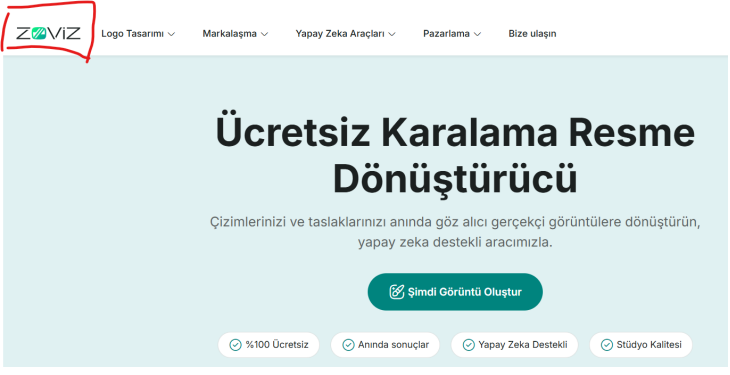 ZOViZ
Logo Tasarımı
Markalaşma
Yapay Zeka Araçları
Pazarlama
Bize ulaşın
Ücretsiz Karalama Resme
Dönüştürücü
Çizimlerinizi ve taslaklarınızı anında göz alıcı gerçekçi görüntülere dönüştürün,
yapay zeka destekli aracımızla.
Şimdi Görüntü Oluştur
%100 Ücretsiz
Anında sonuçlar
Yapay Zeka Destekli
Stüdyo Kalitesi